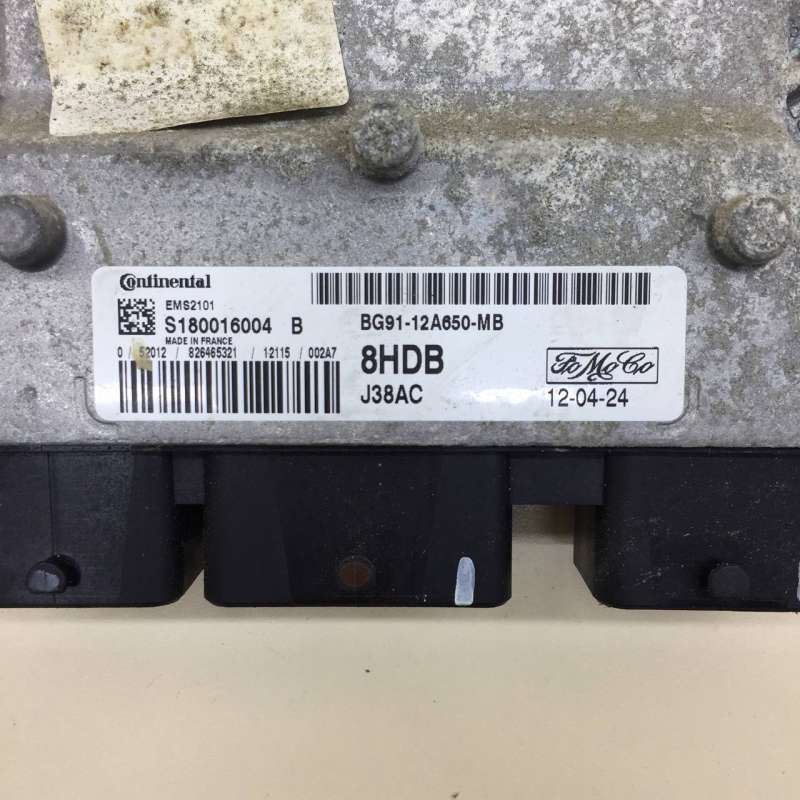 Continental
EMS2101
S180016004 B
MADE IN FRANCE
0 / 52012 / 826465321 / 12115 / 002A7
BG91-12A650-MB
8HDB
J38AC
FoMoCo
12-04-24